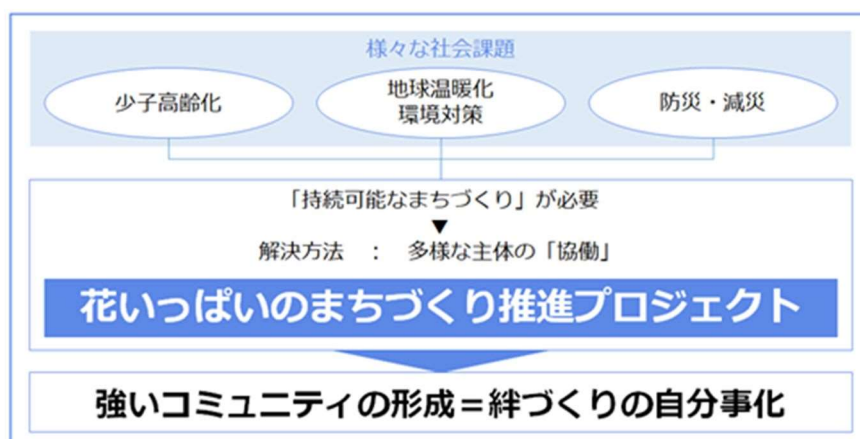 様々な社会課題
少子高齢化
地球温暖化
環境対策
防災・減災
「持続可能なまちづくり」が必要
▼
解決方法 : 多様な主体の「協働」
花いっぱいのまちづくり推進プロジェクト
強いコミュニティの形成＝絆づくりの自分事化